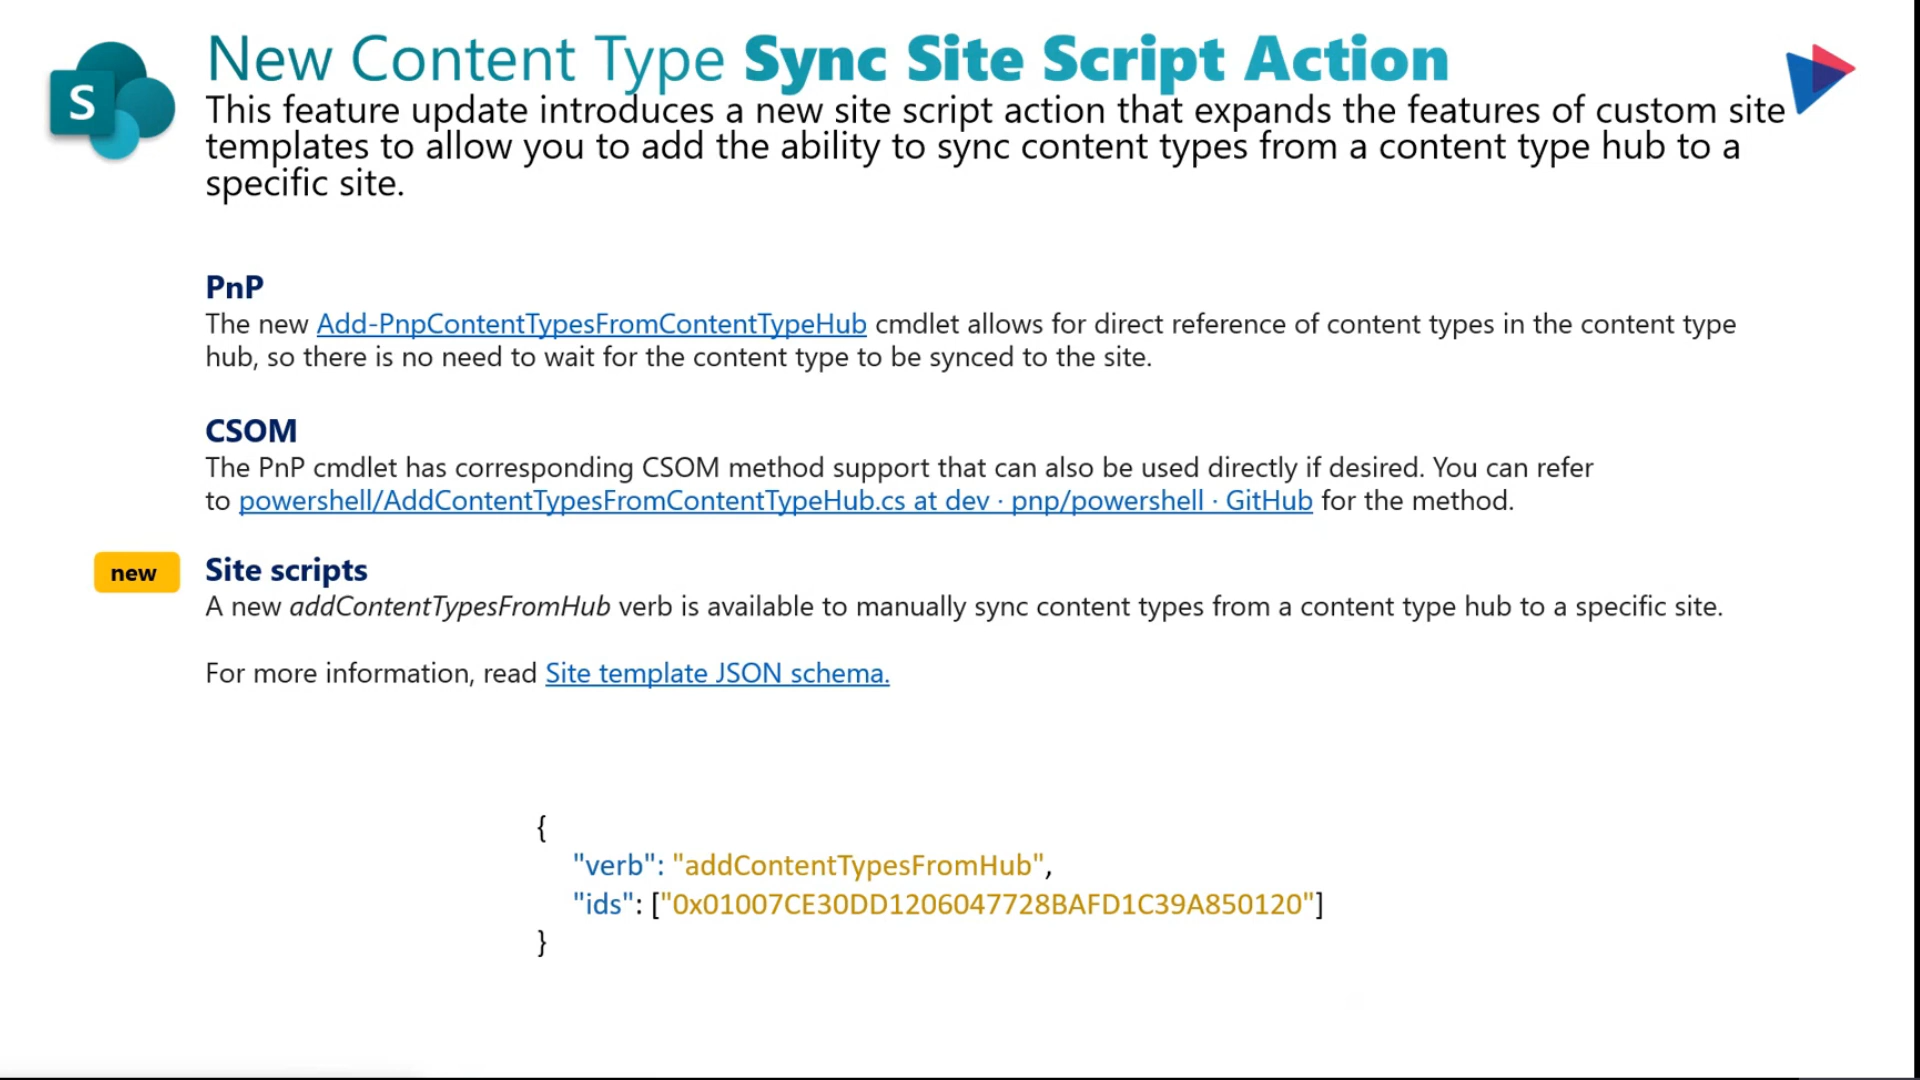 S
New Content Type Sync Site Script Action
This feature update introduces a new site script action that expands the features of custom site
templates to allow you to add the ability to sync content types from a content type hub to a
specific site.
PnP
The new Add-PnpContentTypesFromContentTypeHub cmdlet allows for direct reference of content types in the content type
hub, so there is no need to wait for the content type to be synced to the site.
CSOM
The PnP cmdlet has corresponding CSOM method support that can also be used directly if desired. You can refer
to powershell/AddContentTypesFromContentTypeHub.cs at dev · pnp/powershell · GitHub for the method.
new
Site scripts
A new addContentTypesFromHub verb is available to manually sync content types from a content type hub to a specific site.
For more information, read Site template JSON schema.
{
"verb": "addContentTypesFromHub",
"ids": ["0x01007CE30DD1206047728BAFD1C39A850120"]
}